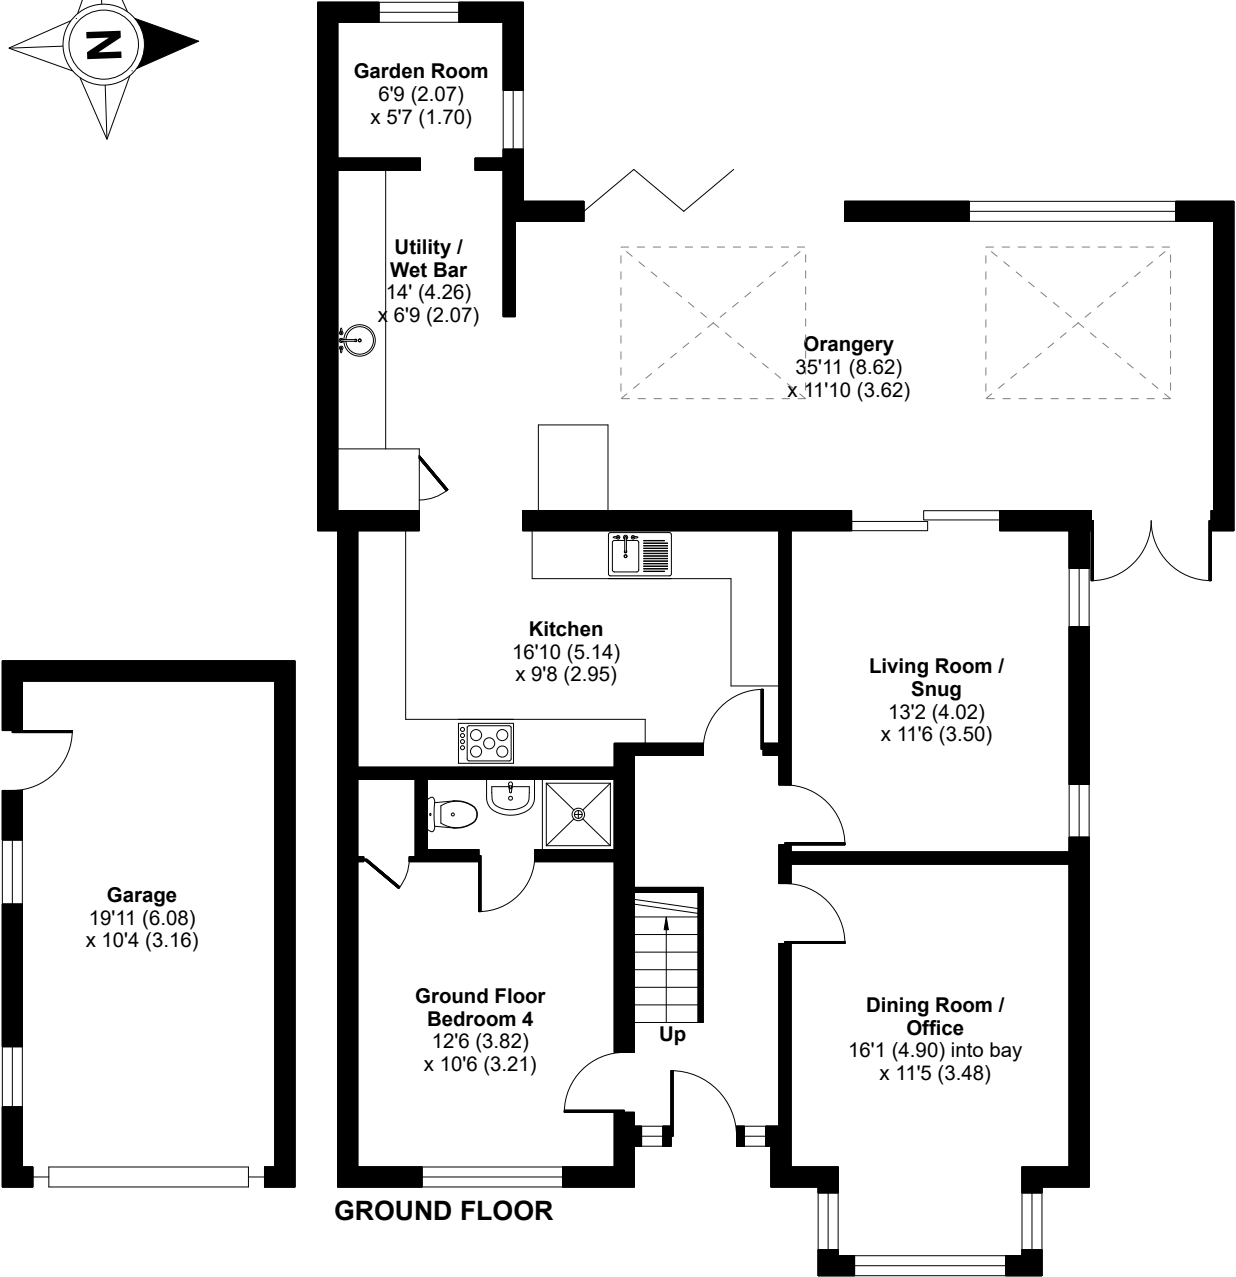 N
Garden Room
6'9 (2.07)
x 5'7 (1.70)
Utility /
Wet Bar
14' (4.26)
x 6'9 (2.07)
Orangery
35'11 (8.62)
x 11'10 (3.62)
Kitchen
16'10 (5.14)
x 9'8 (2.95)
Living Room /
Snug
13'2 (4.02)
x 11'6 (3.50)
Garage
19'11 (6.08)
x 10'4 (3.16)
Ground Floor
Bedroom 4
12'6 (3.82)
x 10'6 (3.21)
Up
Dining Room /
Office
16'1 (4.90) into bay
x 11'5 (3.48)
GROUND FLOOR